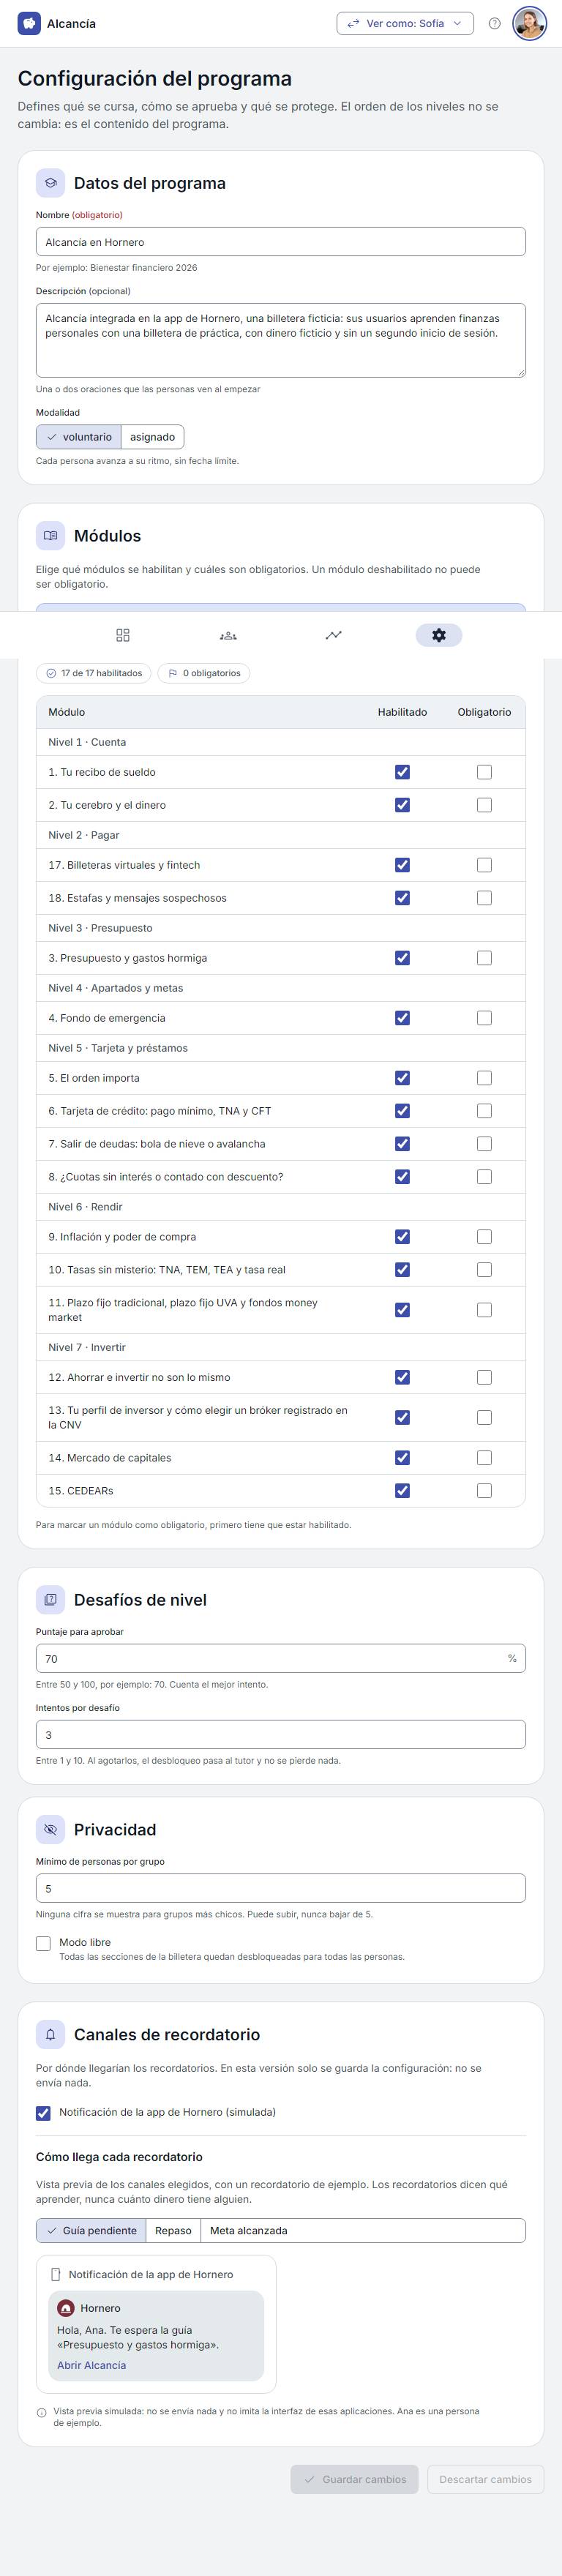 Alcancía
Ver como: Sofía
Configuración del programa
Defines qué se cursa, cómo se aprueba y qué se protege. El orden de los niveles no se
cambia: es el contenido del programa.
Datos del programa
Nombre (obligatorio)
Alcancía en Hornero
Por ejemplo: Bienestar financiero 2026
Descripción (opcional)
Alcancía integrada en la app de Hornero, una billetera ficticia: sus usuarios aprenden finanzas
personales con una billetera de práctica, con dinero ficticio y sin un segundo inicio de sesión.
Una o dos oraciones que las personas ven al empezar
Modalidad
voluntario
asignado
Cada persona avanza a su ritmo, sin fecha límite.
Módulos
Elige qué módulos se habilitan y cuáles son obligatorios. Un módulo deshabilitado no puede
ser obligatorio.
17 de 17 habilitados
0 obligatorios
Módulo Habilitado Obligatorio
Nivel 1 · Cuenta
1. Tu recibo de sueldo
2. Tu cerebro y el dinero
Nivel 2 · Pagar
17. Billeteras virtuales y fintech
18. Estafas y mensajes sospechosos
Nivel 3 · Presupuesto
3. Presupuesto y gastos hormiga
Nivel 4 · Apartados y metas
4. Fondo de emergencia
Nivel 5 · Tarjeta y préstamos
5. El orden importa
6. Tarjeta de crédito: pago mínimo, TNA y CFT
7. Salir de deudas: bola de nieve o avalancha
8. ¿Cuotas sin interés o contado con descuento?
Nivel 6 · Rendir
9. Inflación y poder de compra
10. Tasas sin misterio: TNA, TEM, TEA y tasa real
11. Plazo fijo tradicional, plazo fijo UVA y fondos money
market
Nivel 7 · Invertir
12. Ahorrar e invertir no son lo mismo
13. Tu perfil de inversor y cómo elegir un bróker registrado en
la CNV
14. Mercado de capitales
15. CEDEARs
Para marcar un módulo como obligatorio, primero tiene que estar habilitado.
Desafíos de nivel
Puntaje para aprobar
70 %
Entre 50 y 100, por ejemplo: 70. Cuenta el mejor intento.
Intentos por desafío
3
Entre 1 y 10. Al agotarlos, el desbloqueo pasa al tutor y no se pierde nada.
Privacidad
Mínimo de personas por grupo
5
Ninguna cifra se muestra para grupos más chicos. Puede subir, nunca bajar de 5.
Modo libre
Todas las secciones de la billetera quedan desbloqueadas para todas las personas.
Canales de recordatorio
Por dónde llegarían los recordatorios. En esta versión solo se guarda la configuración: no se
envía nada.
Notificación de la app de Hornero (simulada)
Cómo llega cada recordatorio
Vista previa de los canales elegidos, con un recordatorio de ejemplo. Los recordatorios dicen qué
aprender, nunca cuánto dinero tiene alguien.
Guía pendiente
Repaso
Meta alcanzada
Notificación de la app de Hornero
Hornero
Hola, Ana. Te espera la guía
«Presupuesto y gastos hormiga».
Abrir Alcancía
Vista previa simulada: no se envía nada y no imita la interfaz de esas aplicaciones. Ana es una persona
de ejemplo.
Guardar cambios
Descartar cambios